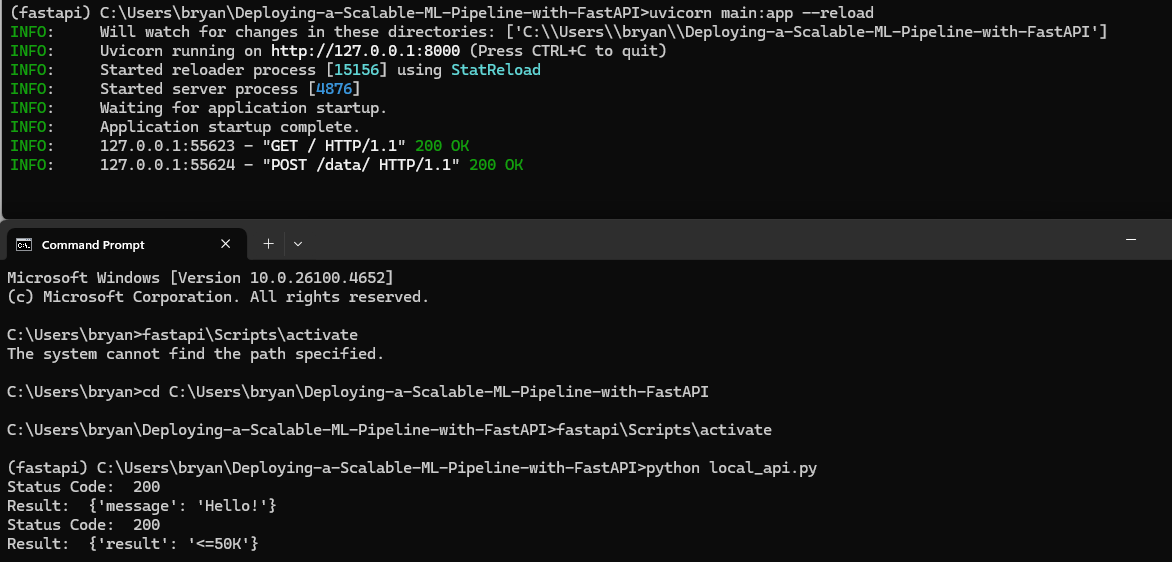 (fastapi) C:\Users\bryan\Deploying-a-Scalable-ML-Pipeline-with-FastAPI>uvicorn main:app --reload
INFO:     Will watch for changes in these directories: ['C:\\Users\\bryan\\Deploying-a-Scalable-ML-Pipeline-with-FastAPI']
INFO:     Uvicorn running on http://127.0.0.1:8000 (Press CTRL+C to quit)
INFO:     Started reloader process [15156] using StatReload
INFO:     Started server process [4876]
INFO:     Waiting for application startup.
INFO:     Application startup complete.
INFO:     127.0.0.1:55623 - "GET / HTTP/1.1" 200 OK
INFO:     127.0.0.1:55624 - "POST /data/ HTTP/1.1" 200 OK
Command Prompt
Microsoft Windows [Version 10.0.26100.4652]
(c) Microsoft Corporation. All rights reserved.
C:\Users\bryan>fastapi\Scripts\activate
The system cannot find the path specified.
C:\Users\bryan>cd C:\Users\bryan\Deploying-a-Scalable-ML-Pipeline-with-FastAPI
C:\Users\bryan\Deploying-a-Scalable-ML-Pipeline-with-FastAPI>fastapi\Scripts\activate
(fastapi) C:\Users\bryan\Deploying-a-Scalable-ML-Pipeline-with-FastAPI>python local_api.py
Status Code:  200
Result:  {'message': 'Hello!'}
Status Code:  200
Result:  {'result': '<=50K'}